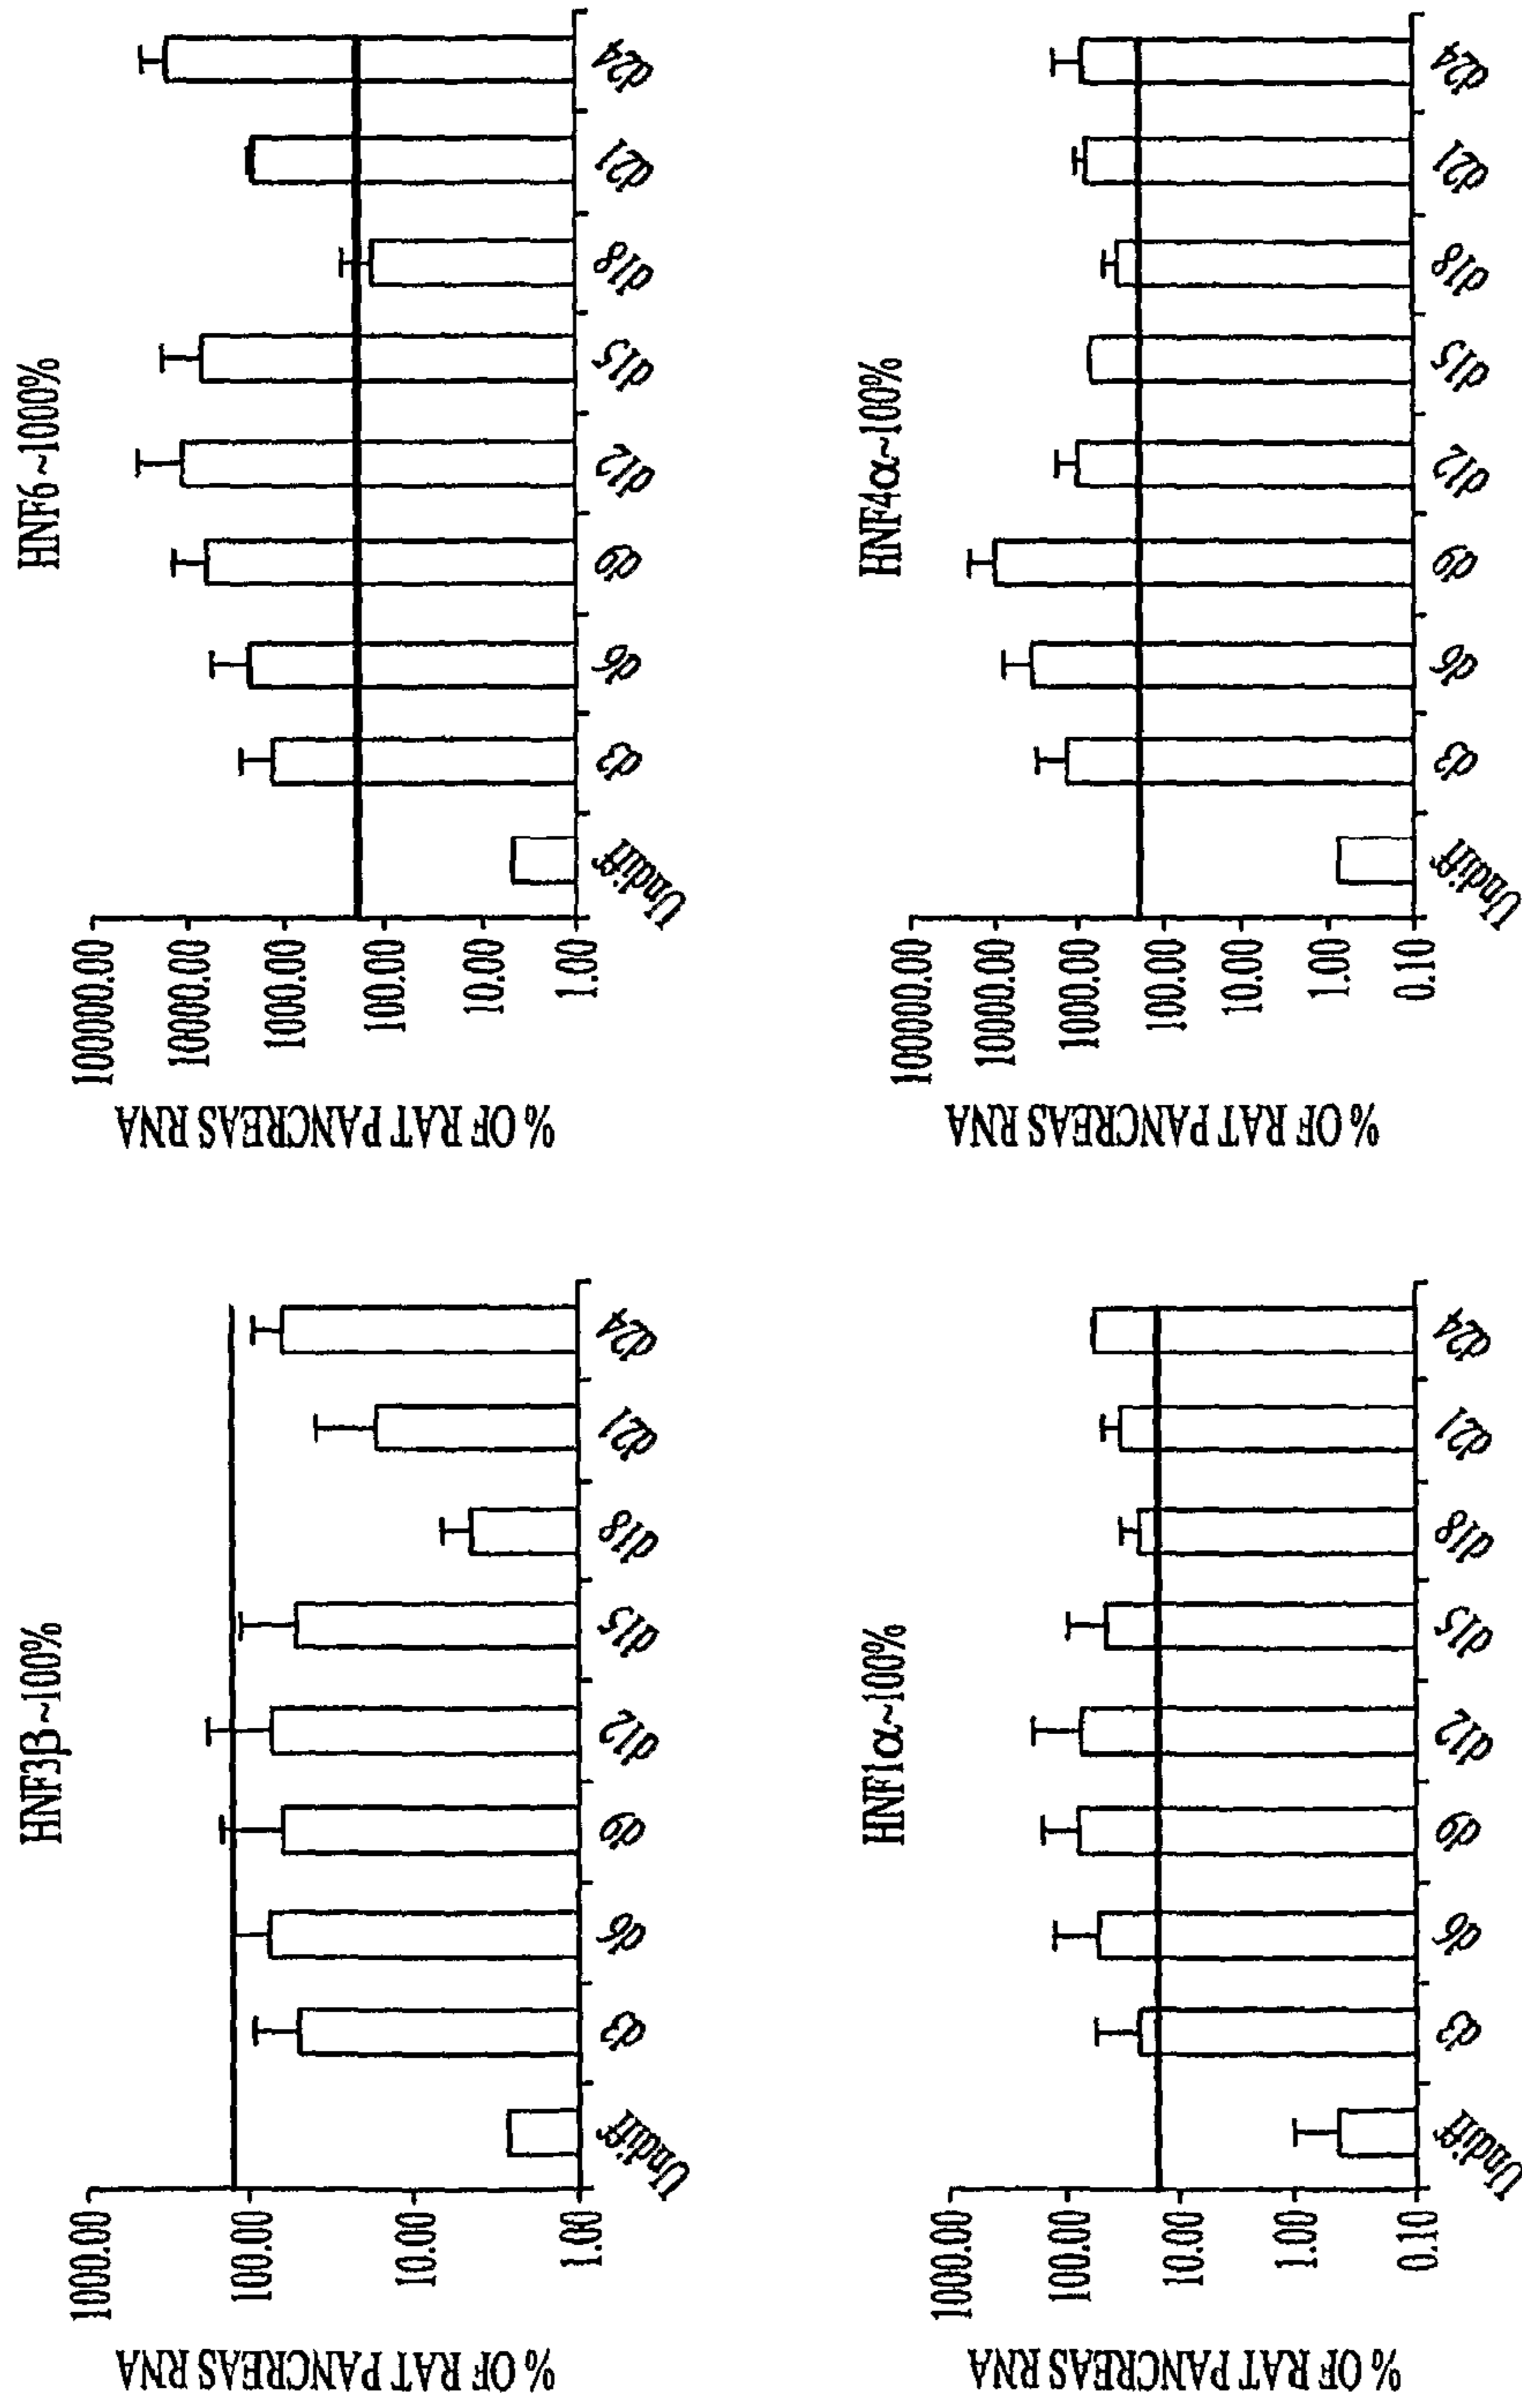 HNF3β ~100%
% OF RAT PANCREAS RNA
1000.00
100.00
10.00
1.00
Undiff d3 d6 d9 d12 d15 d18 d21 d24
HNF6 ~1000%
% OF RAT PANCREAS RNA
100000.00
10000.00
1000.00
100.00
10.00
1.00
Undiff d3 d6 d9 d12 d15 d18 d21 d24
HNF1α~100%
% OF RAT PANCREAS RNA
1000.00
100.00
10.00
1.00
0.10
Undiff d3 d6 d9 d12 d15 d18 d21 d24
HNF4α~100%
% OF RAT PANCREAS RNA
100000.00
10000.00
1000.00
100.00
10.00
1.00
0.10
Undiff d3 d6 d9 d12 d15 d18 d21 d24